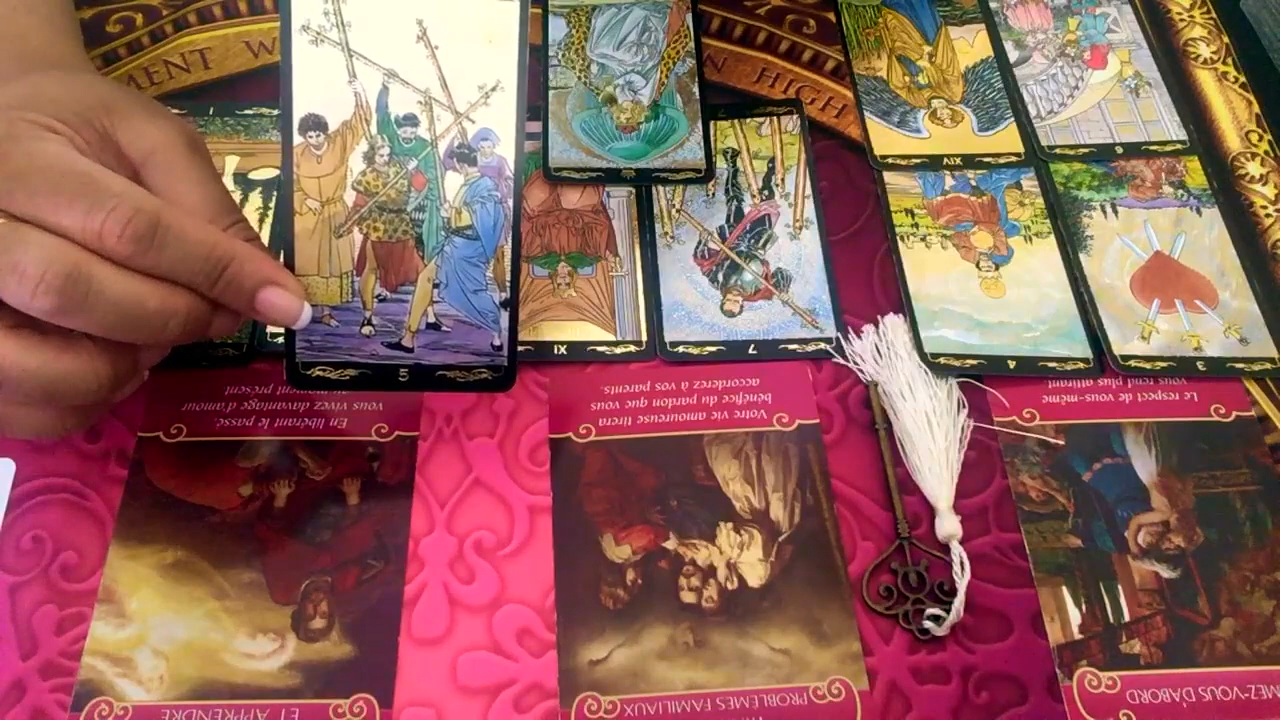 MENT W
N HIGH
XIV
5
XI
7
4
3
En libérant le passé,
vous vivez davantage d'amour
au moment présent
Votre vie amoureuse tirera
bénéfice du pardon que vous
accorderez à vos parents.
Le respect de vous-même
vous rend plus attirant
ET APPRENDRE
PROBLÈMES FAMILIAUX
MEZ-VOUS D'ABORD